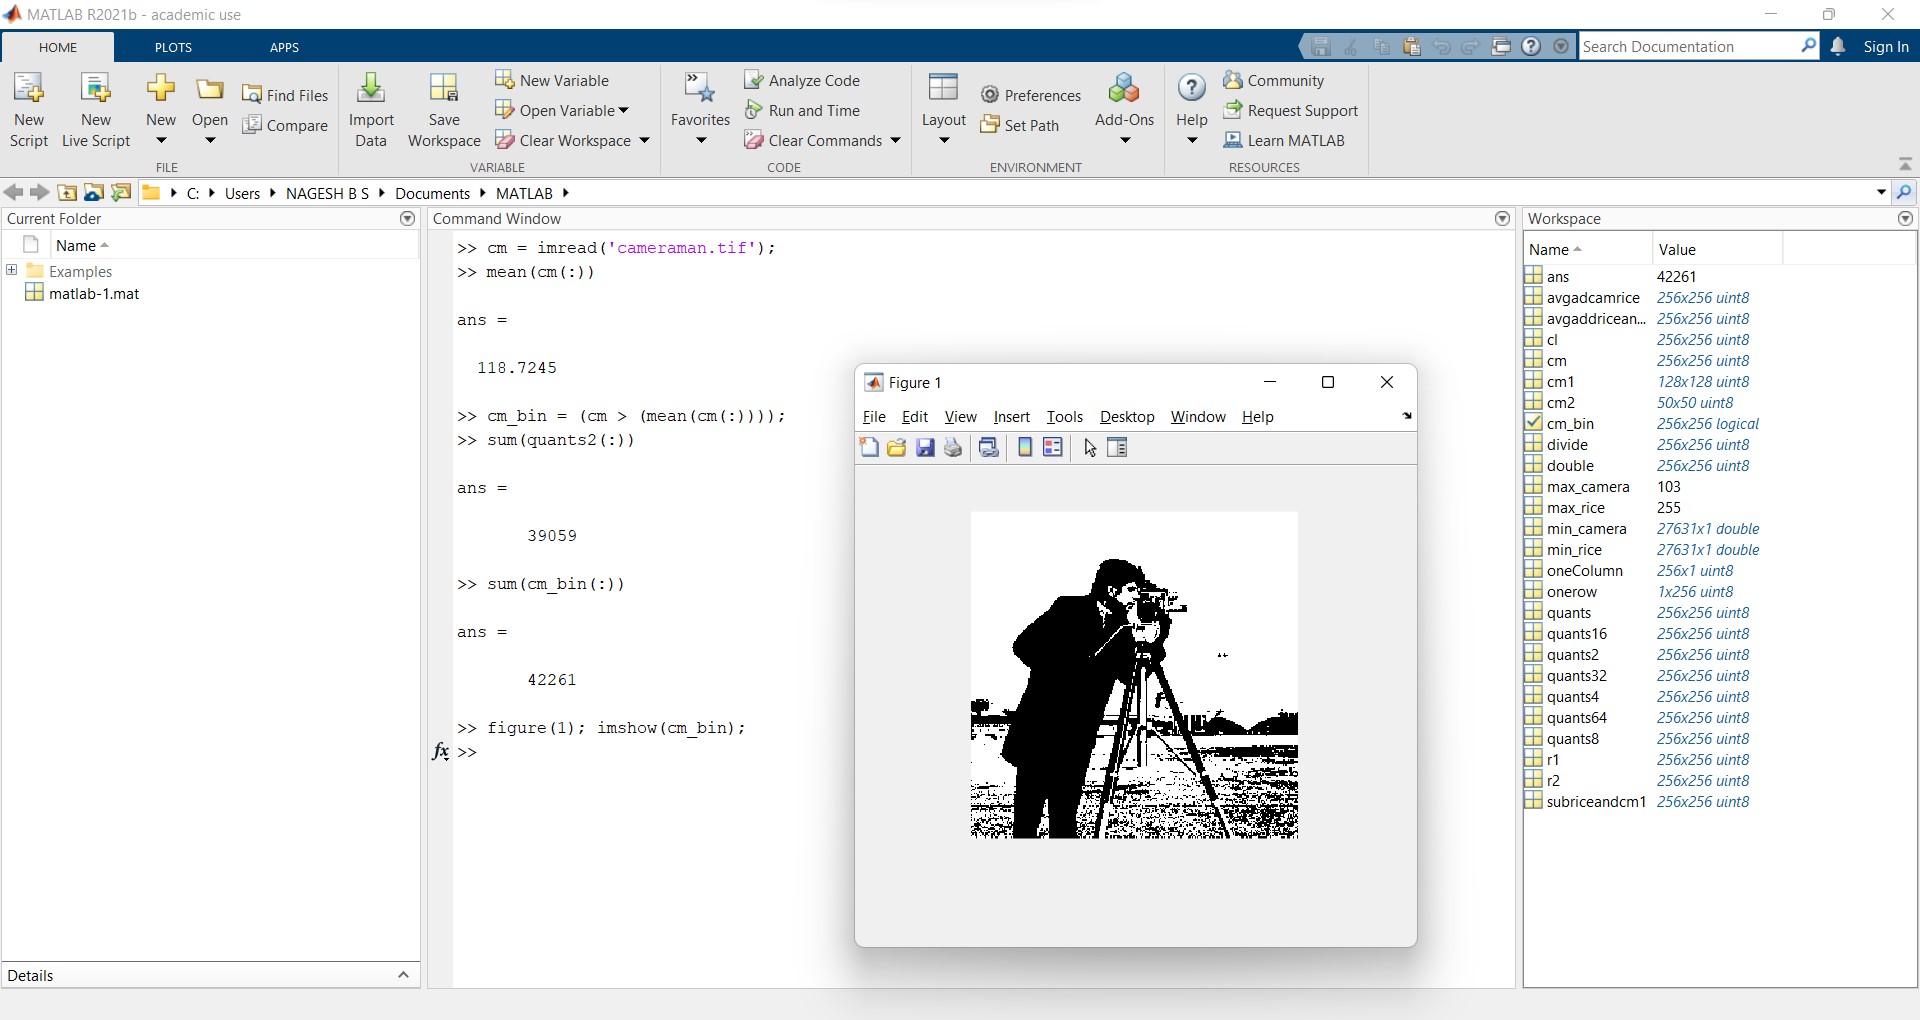 MATLAB R2021b - academic use
HOME PLOTS APPS
Search Documentation
Sign In
New Script
New Live Script
New
Open
Find Files
Compare
FILE
Import Data
Save Workspace
New Variable
Open Variable
Clear Workspace
VARIABLE
Favorites
Analyze Code
Run and Time
Clear Commands
CODE
Layout
Preferences
Set Path
Add-Ons
ENVIRONMENT
Help
Community
Request Support
Learn MATLAB
RESOURCES
C: Users NAGESH B S Documents MATLAB
Current Folder
Name
Examples
matlab-1.mat
Details
Command Window
>> cm = imread('cameraman.tif');
>> mean(cm(:))
ans =
118.7245
>> cm_bin = (cm > (mean(cm(:))));
>> sum(quants2(:))
ans =
39059
>> sum(cm_bin(:))
ans =
42261
>> figure(1); imshow(cm_bin);
fx >>
Figure 1
File Edit View Insert Tools Desktop Window Help
Workspace
Name Value
ans 42261
avgadcamrice 256x256 uint8
avgaddricean... 256x256 uint8
cl 256x256 uint8
cm 256x256 uint8
cm1 128x128 uint8
cm2 50x50 uint8
cm_bin 256x256 logical
divide 256x256 uint8
double 256x256 uint8
max_camera 103
max_rice 255
min_camera 27631x1 double
min_rice 27631x1 double
oneColumn 256x1 uint8
onerow 1x256 uint8
quants 256x256 uint8
quants16 256x256 uint8
quants2 256x256 uint8
quants32 256x256 uint8
quants4 256x256 uint8
quants64 256x256 uint8
quants8 256x256 uint8
r1 256x256 uint8
r2 256x256 uint8
subriceandcm1 256x256 uint8